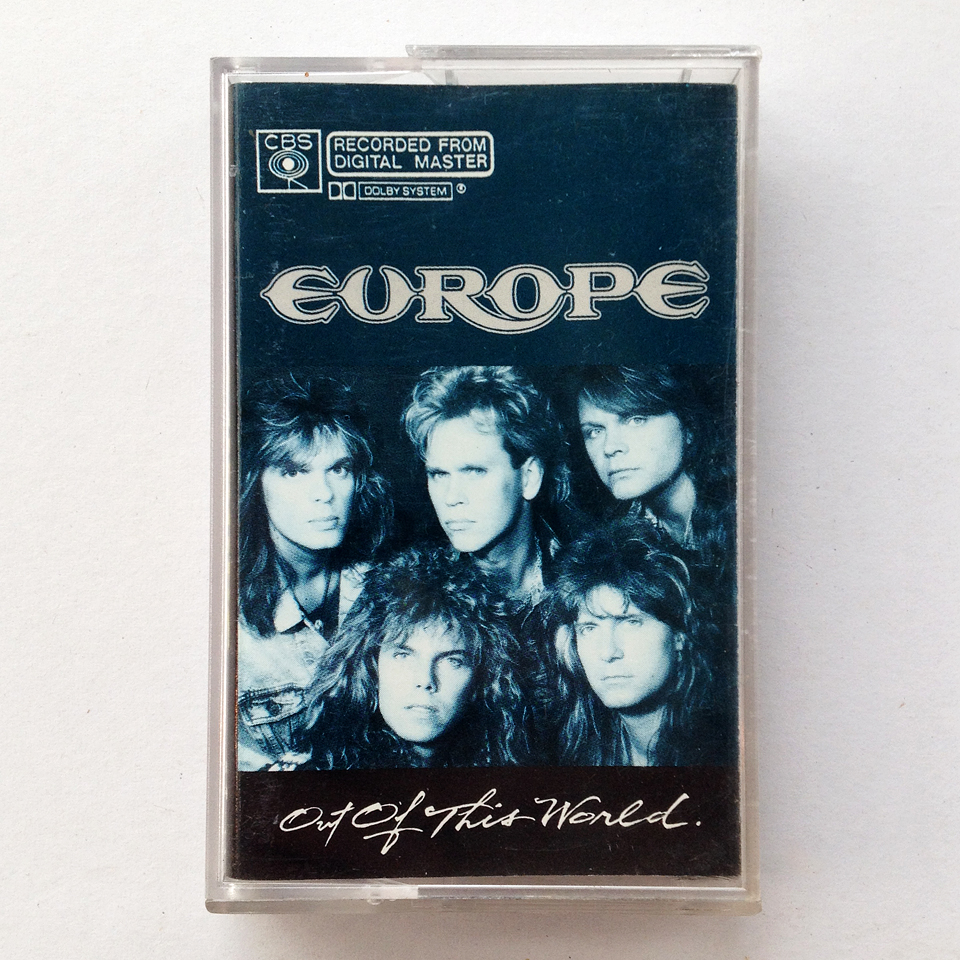 CBS
RECORDED FROM
DIGITAL MASTER
DOLBY SYSTEM ®
EUROPE
Out Of This World.